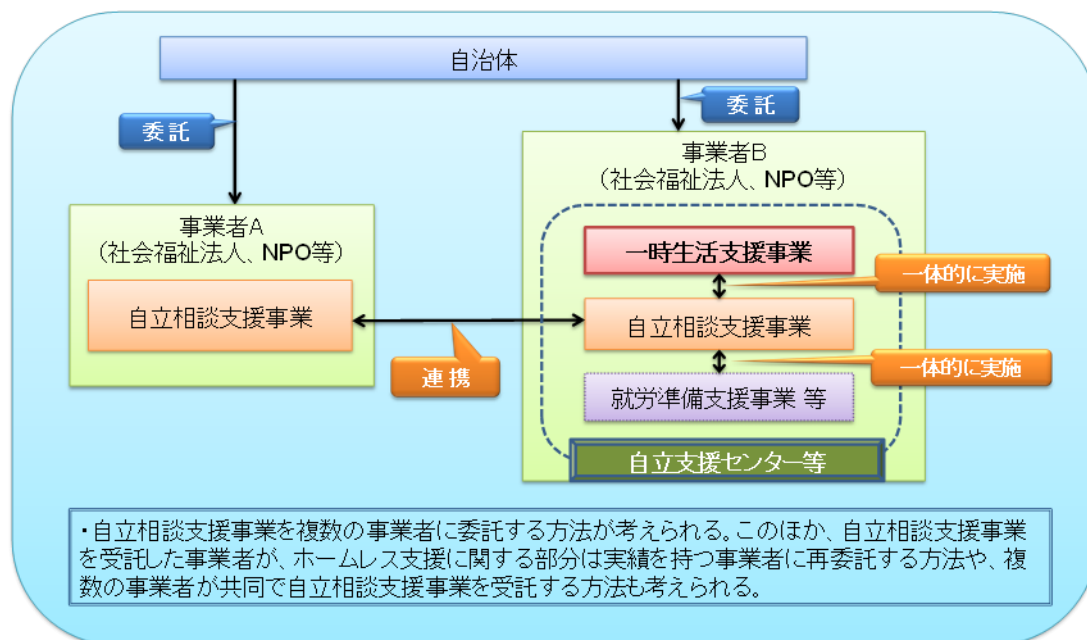 自治体
委託
委託
事業者A
(社会福祉法人、NPO等)
自立相談支援事業
連携
事業者B
(社会福祉法人、NPO等)
一時生活支援事業
一体的に実施
自立相談支援事業
一体的に実施
就労準備支援事業 等
自立支援センター等
・自立相談支援事業を複数の事業者に委託する方法が考えられる。このほか、自立相談支援事業
を受託した事業者が、ホームレス支援に関する部分は実績を持つ事業者に再委託する方法や、複
数の事業者が共同で自立相談支援事業を受託する方法も考えられる。